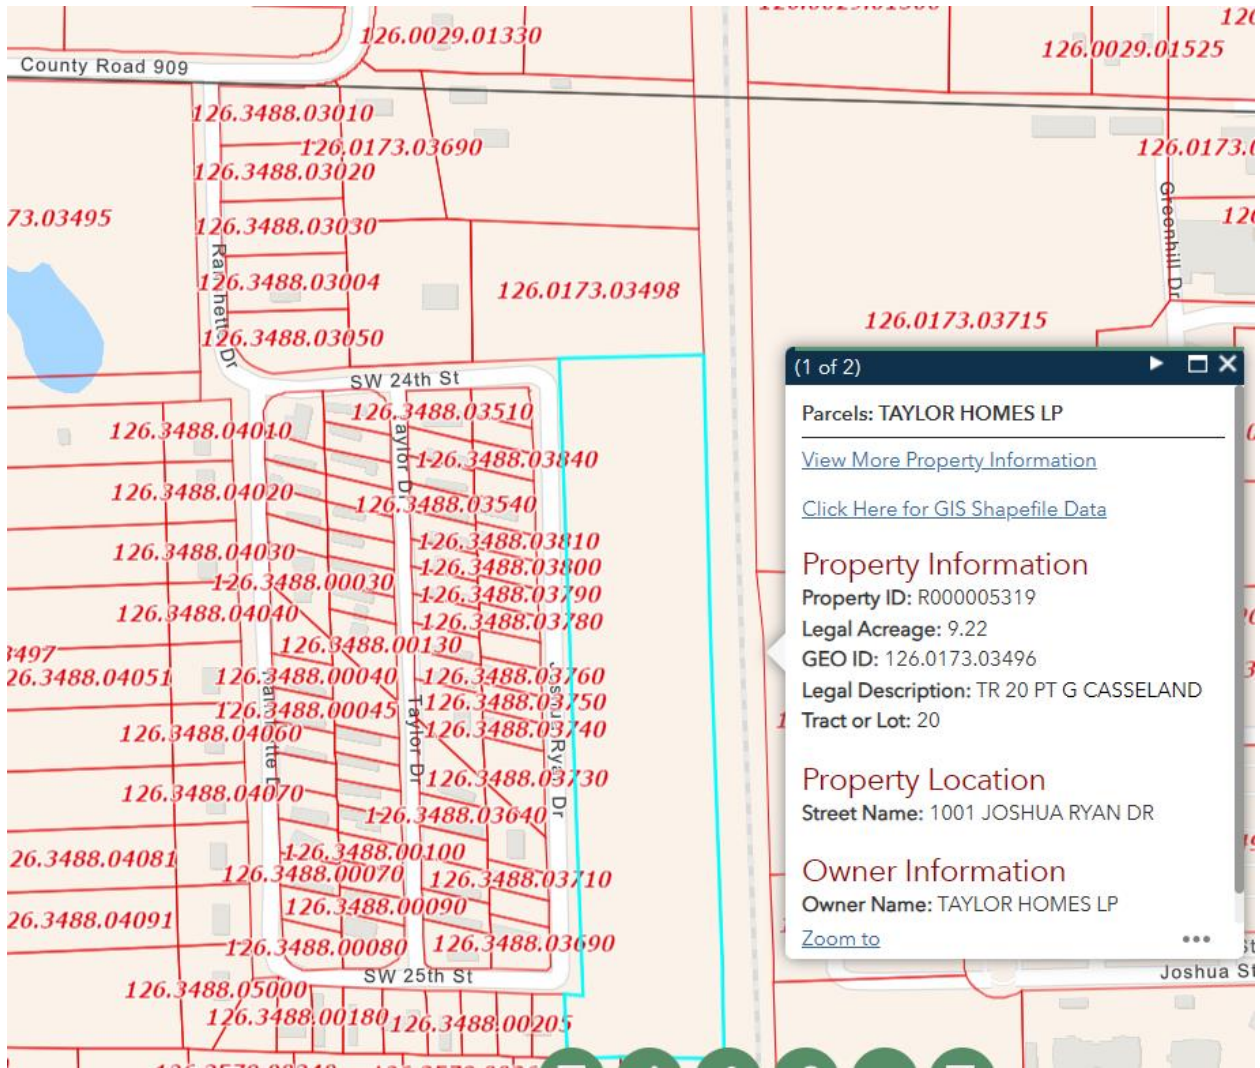 126.0029.01330
126.0029.01525
County Road 909
126.3488.03010
126.0173.03690
126.3488.03020
73.03495
126.3488.03030
Greenhill Dr
126.3488.03004
126.0173.03498
126.0173.03715
126.3488.03050
SW 24th St
126.3488.03510
126.3488.04010
Taylor Dr
126.3488.03840
126.3488.04020
126.3488.03540
126.3488.03810
126.3488.04030
126.3488.03800
126.3488.00030
126.3488.03790
126.3488.04040
126.3488.03780
126.3488.00130
3497
26.3488.04051
126.3488.00040
126.3488.03760
126.3488.03750
126.3488.00045
126.3488.03740
126.3488.04060
Taylor Dr
Joshua Ryan Dr
126.3488.03730
126.3488.04070
126.3488.03640
126.3488.00100
26.3488.04081
126.3488.00070
126.3488.03710
126.3488.00090
26.3488.04091
126.3488.00080
126.3488.03690
SW 25th St
126.3488.05000
126.3488.00180
126.3488.00205
Joshua St
(1 of 2)
Parcels: TAYLOR HOMES LP
View More Property Information
Click Here for GIS Shapefile Data
Property Information
Property ID: R000005319
Legal Acreage: 9.22
GEO ID: 126.0173.03496
Legal Description: TR 20 PT G CASSELAND
Tract or Lot: 20
Property Location
Street Name: 1001 JOSHUA RYAN DR
Owner Information
Owner Name: TAYLOR HOMES LP
Zoom to